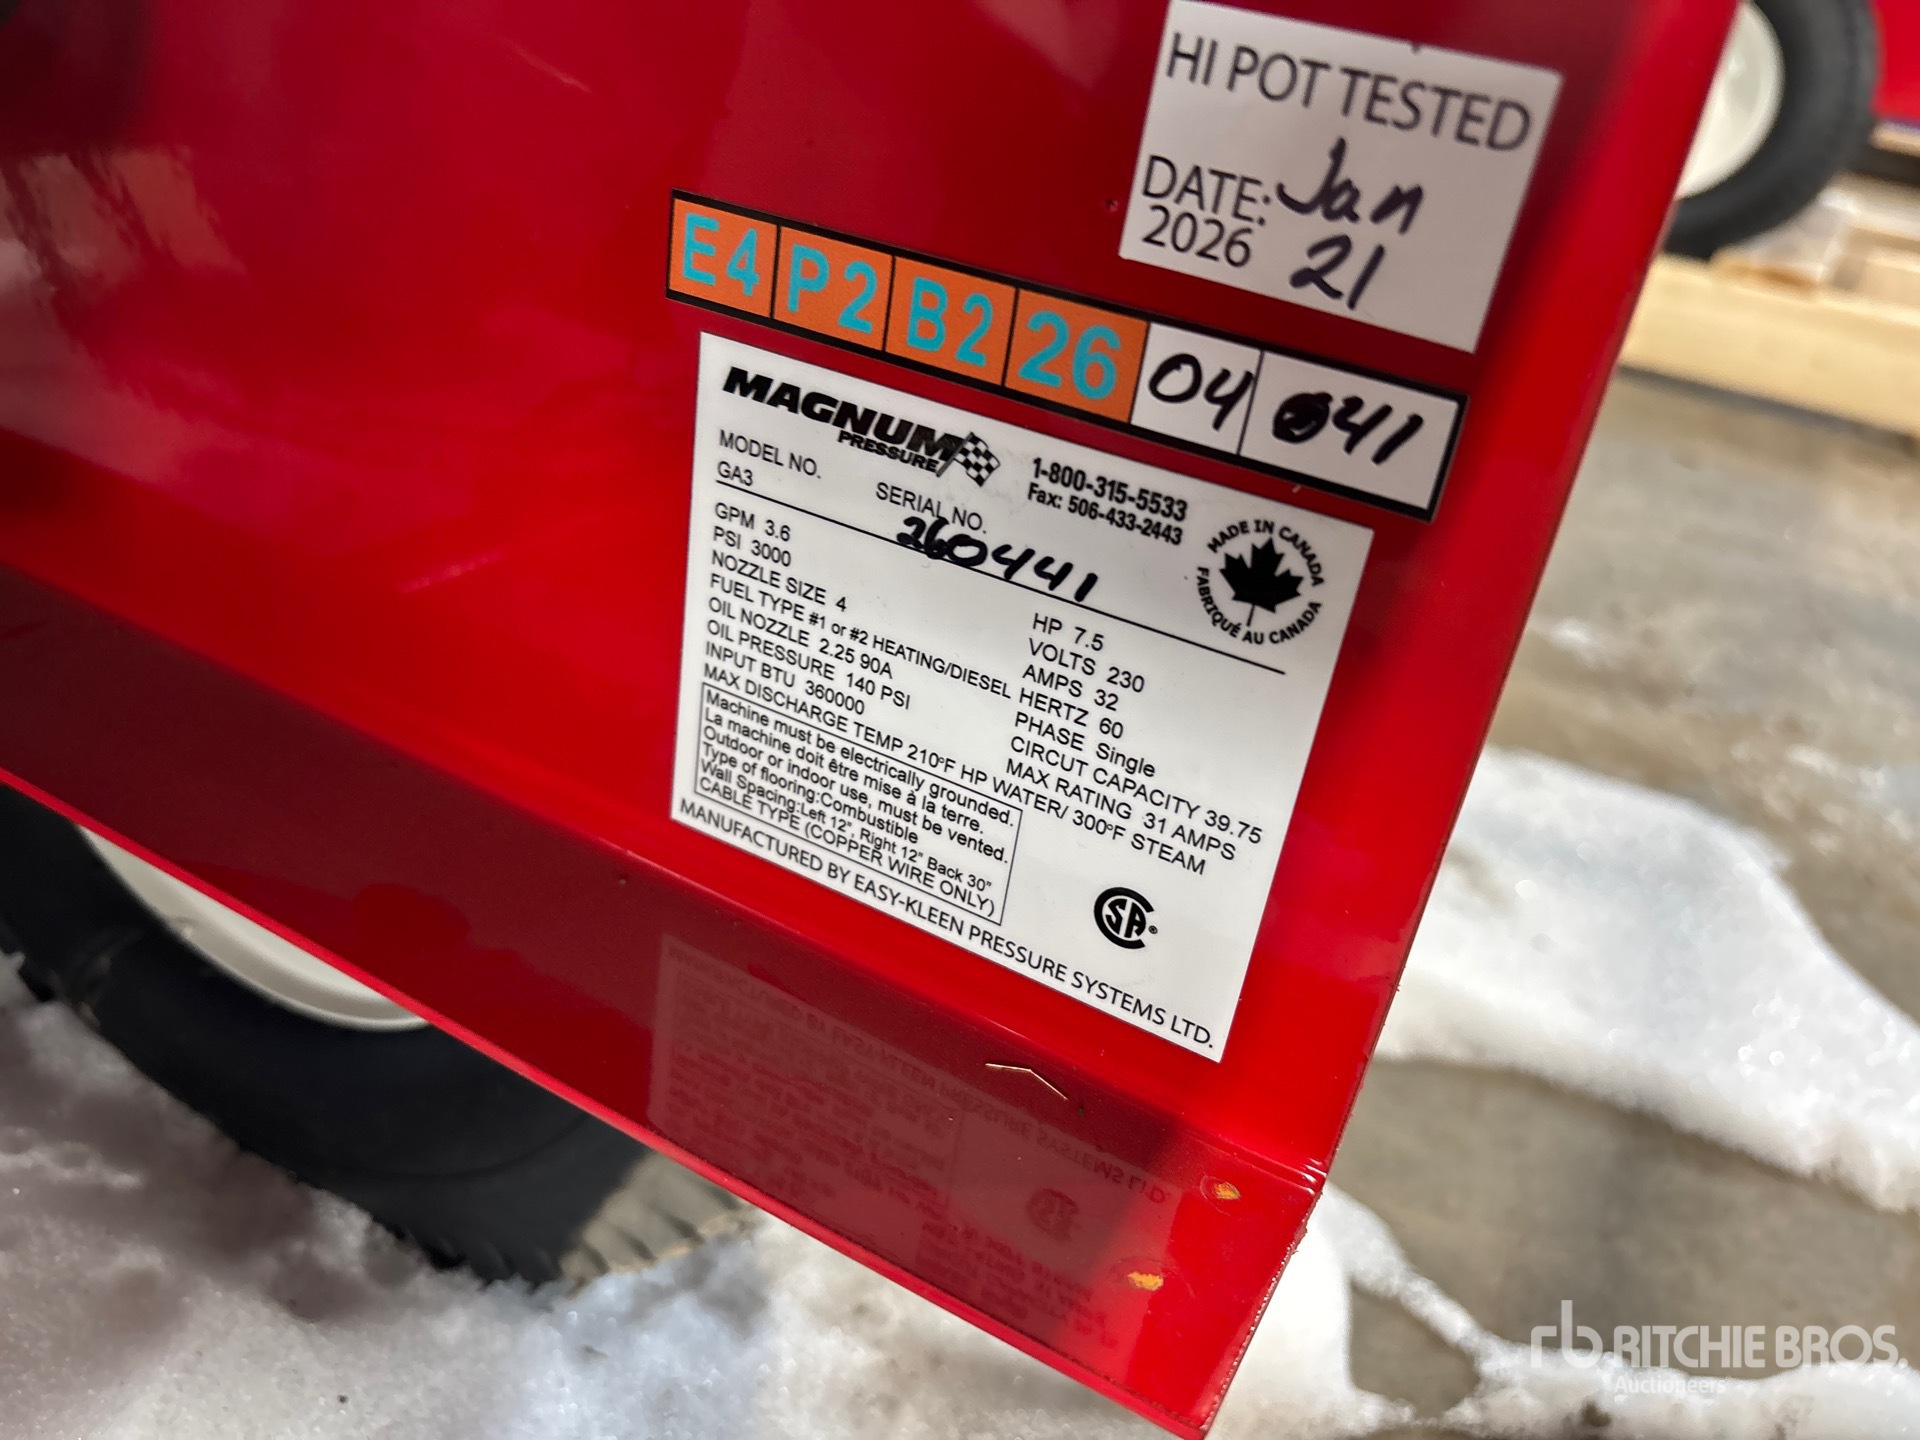 HI POT TESTED
DATE: Jan
2026 21
E4 P2 B2 26 04 041
MAGNUM
PRESSURE
1-800-315-5533
Fax: 506-433-2443
MODEL NO. SERIAL NO.
GA3 260441
MADE IN CANADA
FABRIQUÉ AU CANADA
GPM 3.6
PSI 3000
NOZZLE SIZE 4
FUEL TYPE #1 or #2 HEATING/DIESEL
OIL NOZZLE 2.25 90A
OIL PRESSURE 140 PSI
INPUT BTU 360000
MAX DISCHARGE TEMP 210°F HP WATER/ 300°F STEAM
HP 7.5
VOLTS 230
AMPS 32
HERTZ 60
PHASE Single
CIRCUT CAPACITY 39.75
MAX RATING 31 AMPS
Machine must be electrically grounded.
La machine doit être mise à la terre.
Outdoor or indoor use, must be vented.
Type of flooring:Combustible
Wall Spacing:Left 12", Right 12" Back 30"
CABLE TYPE (COPPER WIRE ONLY)
SA®
MANUFACTURED BY EASY-KLEEN PRESSURE SYSTEMS LTD.
rb RITCHIE BROS.
Auctioneers